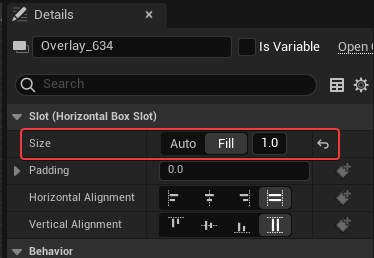 Details ×
Overlay_634 Is Variable Open
Search
Slot (Horizontal Box Slot)
Size Auto Fill 1.0
Padding 0.0
Horizontal Alignment
Vertical Alignment
Behavior